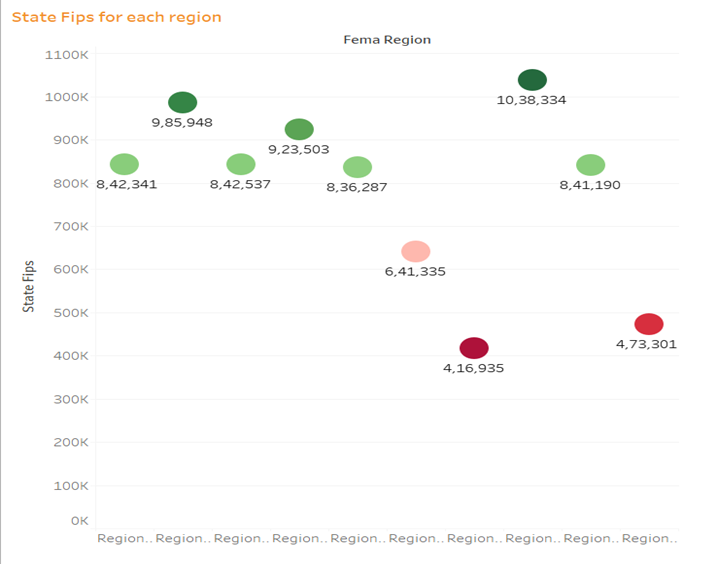 State Fips for each region
Fema Region
1100K
1000K
900K
800K
700K
600K
500K
400K
300K
200K
100K
0K
State Fips
8,42,341
9,85,948
8,42,537
9,23,503
8,36,287
6,41,335
4,16,935
10,38,334
8,41,190
4,73,301
Region.. Region.. Region.. Region.. Region.. Region.. Region.. Region.. Region.. Region..